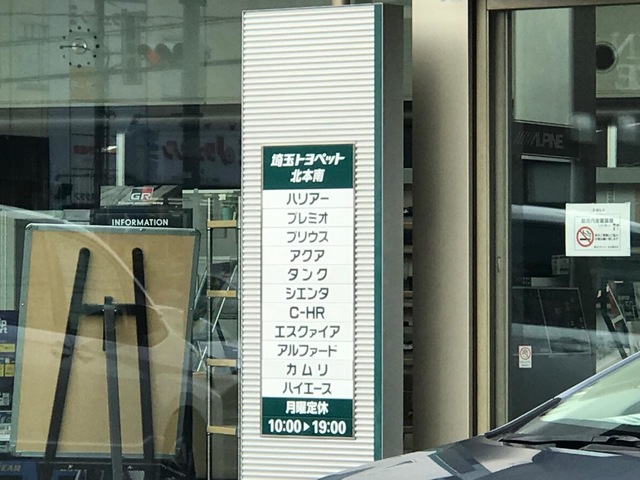 埼玉トヨペット
北本南
ハリアー
プレミオ
プリウス
アクア
タンク
シエンタ
C-HR
エスクァイア
アルファード
カムリ
ハイエース
月曜定休
10:00▶19:00
GR
INFORMATION
ALPINE